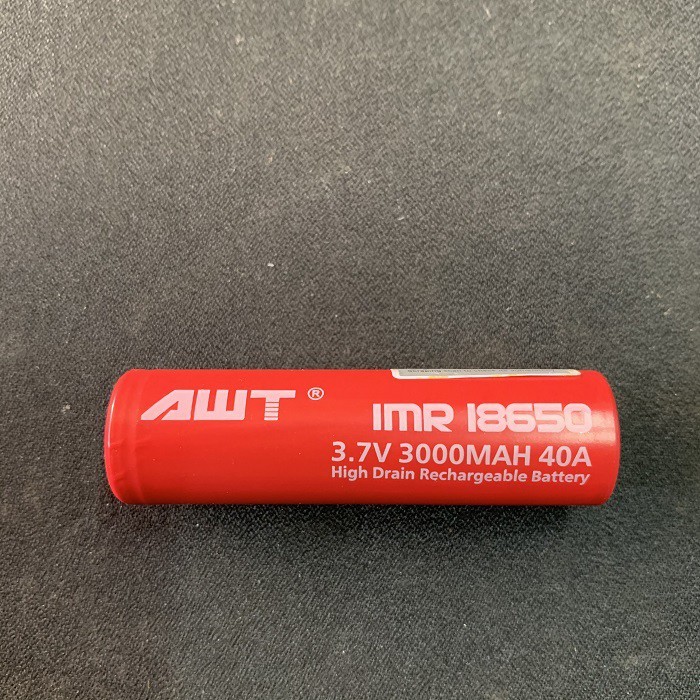 AWT ®
IMR 18650
3.7V 3000MAH 40A
High Drain Rechargeable Battery